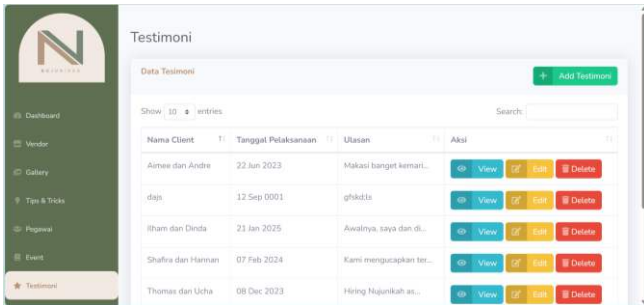 N
NUJUNIKAH
Dashboard
Vendor
Gallery
Tips & Tricks
Pegawai
Event
Testimoni
Testimoni
Data Tesimoni
+ Add Testimoni
Show 10 entries
Search:
Nama Client Tanggal Pelaksanaan Ulasan Aksi
Aimee dan Andre 22 Jun 2023 Makasi banget kemari... View Edit Delete
dajs 12 Sep 0001 gfskd;ls View Edit Delete
Ilham dan Dinda 21 Jan 2025 Awalnya, saya dan di... View Edit Delete
Shafira dan Hannan 07 Feb 2024 Kami mengucapkan ter... View Edit Delete
Thomas dan Ucha 08 Dec 2023 Hiring Nujunikah as... View Edit Delete